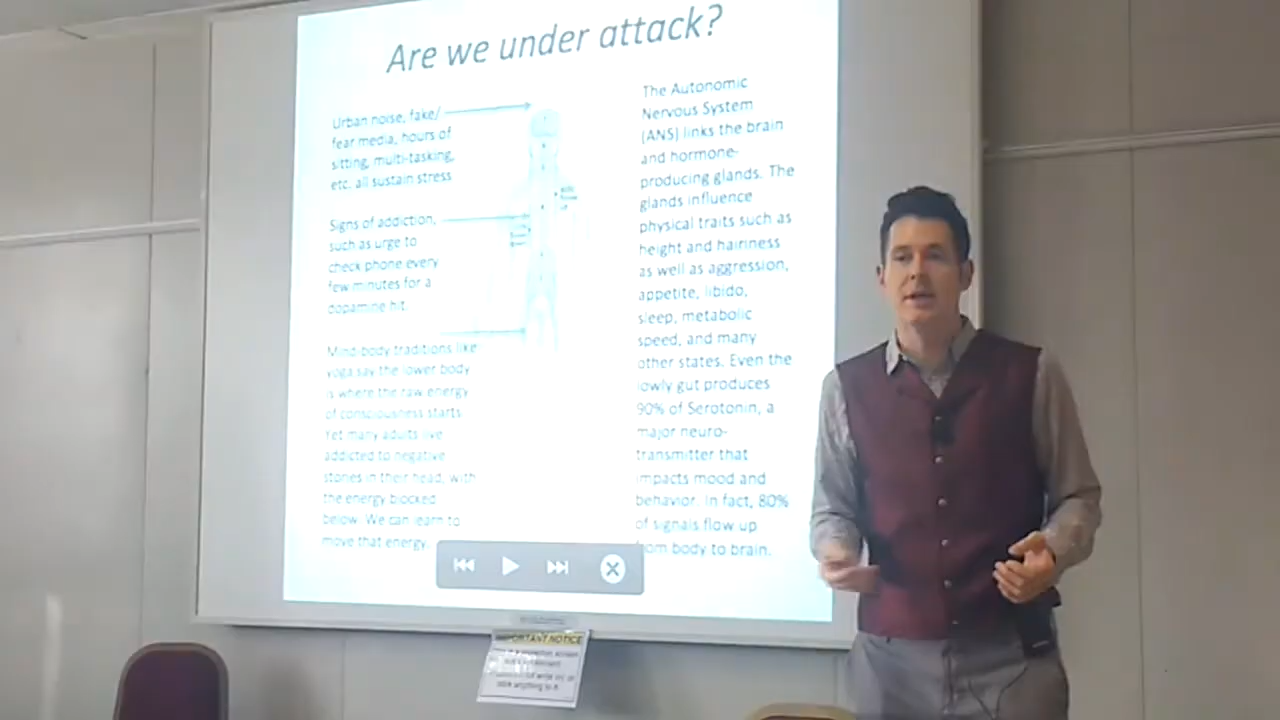 Are we under attack?
Urban noise, fake/
fear media, hours of
sitting, multi-tasking,
etc. all sustain stress
Signs of addiction,
such as urge to
check phone every
few minutes for a
dopamine hit.
Mind-body traditions like
yoga say the lower body
is where the raw energy
of consciousness starts.
Yet many adults live
addicted to negative
stories in their head, with
the energy blocked
below. We can learn to
move that energy.
The Autonomic
Nervous System
(ANS) links the brain
and hormone-
producing glands. The
glands influence
physical traits such as
height and hairiness
as well as aggression,
appetite, libido,
sleep, metabolic
speed, and many
other states. Even the
lowly gut produces
90% of Serotonin, a
major neuro-
transmitter that
impacts mood and
behavior. In fact, 80%
of signals flow up
from body to brain.
IMPORTANT NOTICE